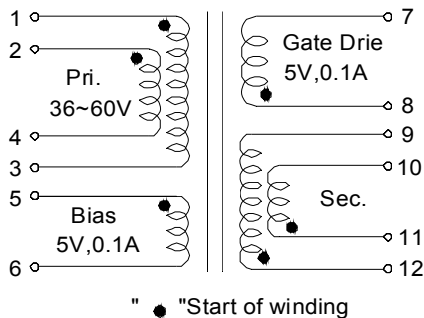 1
2
Pri.
36~60V
4
3
5
Bias
5V,0.1A
6
7
Gate Drie
5V,0.1A
8
9
10
Sec.
11
12
" ● "Start of winding